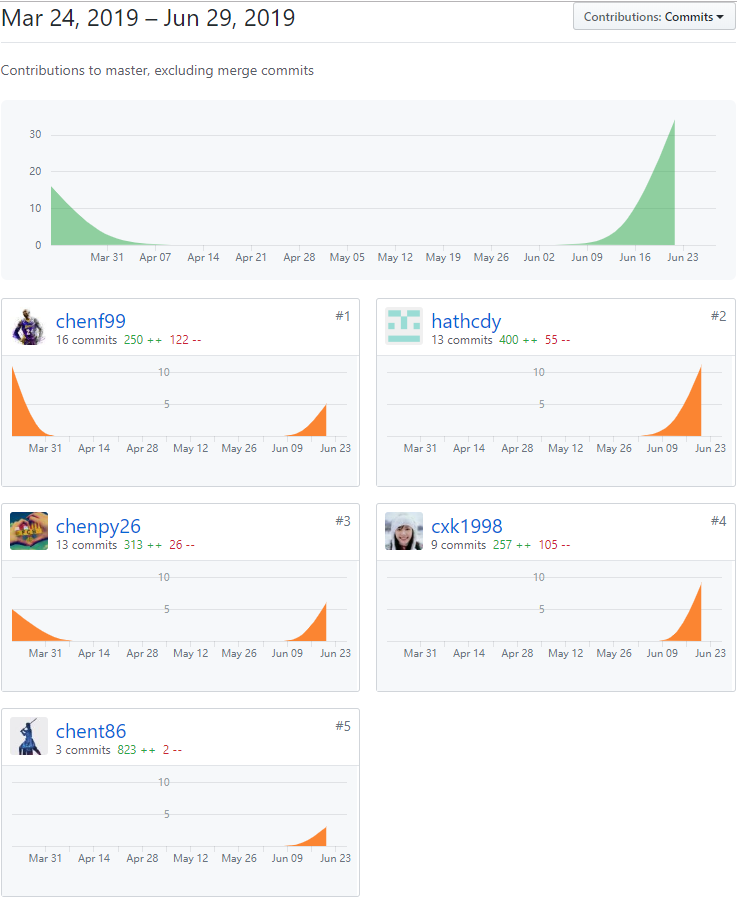 Mar 24, 2019 – Jun 29, 2019
Contributions: Commits
Contributions to master, excluding merge commits
30
20
10
0
Mar 31 Apr 07 Apr 14 Apr 21 Apr 28 May 05 May 12 May 19 May 26 Jun 02 Jun 09 Jun 16 Jun 23
chenf99
#1
16 commits 250 ++ 122 --
10
5
Mar 31 Apr 14 Apr 28 May 12 May 26 Jun 09 Jun 23
hathcdy
#2
13 commits 400 ++ 55 --
10
5
Mar 31 Apr 14 Apr 28 May 12 May 26 Jun 09 Jun 23
chenpy26
#3
13 commits 313 ++ 26 --
10
5
Mar 31 Apr 14 Apr 28 May 12 May 26 Jun 09 Jun 23
cxk1998
#4
9 commits 257 ++ 105 --
10
5
Mar 31 Apr 14 Apr 28 May 12 May 26 Jun 09 Jun 23
chent86
#5
3 commits 823 ++ 2 --
10
5
Mar 31 Apr 14 Apr 28 May 12 May 26 Jun 09 Jun 23